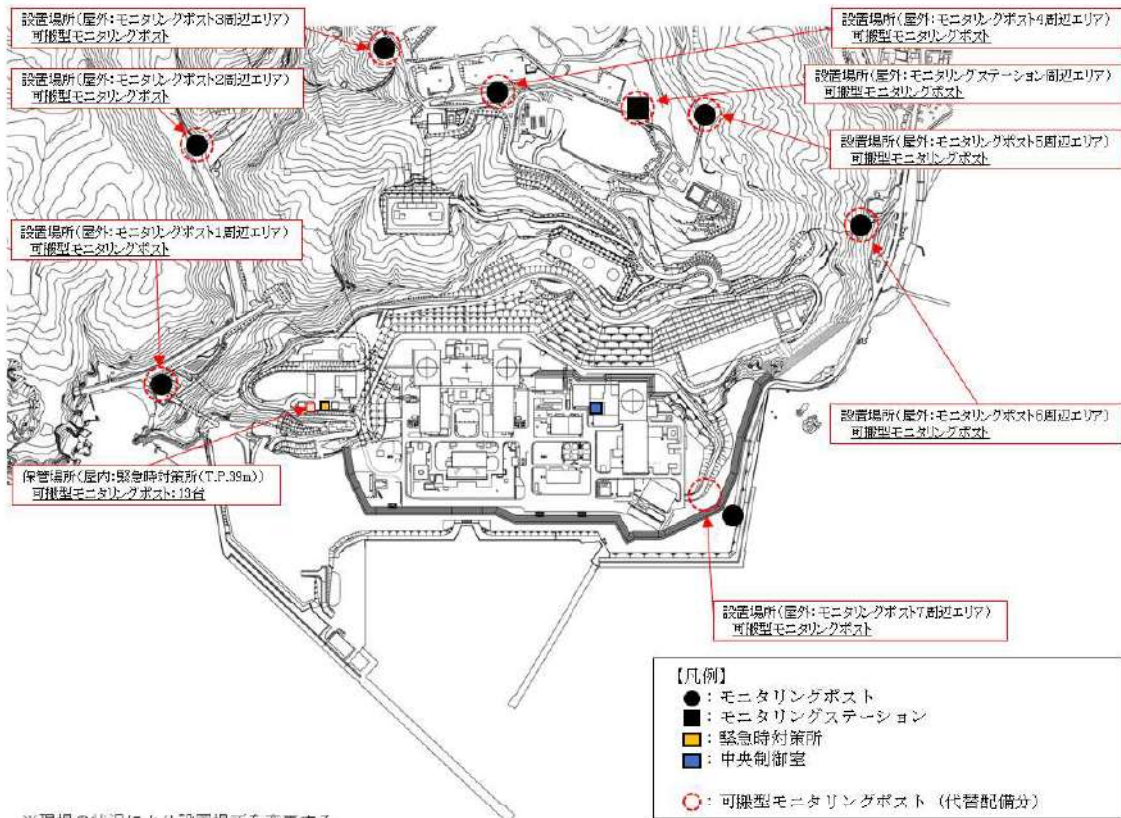 設置場所(屋外:モニタリングポスト3周辺エリア)
可搬型モニタリングポスト
設置場所(屋外:モニタリングポスト4周辺エリア)
可搬型モニタリングポスト
設置場所(屋外:モニタリングポスト2周辺エリア)
可搬型モニタリングポスト
設置場所(屋外:モニタリングステーション周辺エリア)
可搬型モニタリングポスト
設置場所(屋外:モニタリングポスト5周辺エリア)
可搬型モニタリングポスト
設置場所(屋外:モニタリングポスト1周辺エリア)
可搬型モニタリングポスト
設置場所(屋外:モニタリングポスト6周辺エリア)
可搬型モニタリングポスト
保管場所(屋内:緊急時対策所(T.P.39m))
可搬型モニタリングポスト:13台
設置場所(屋外:モニタリングポスト7周辺エリア)
可搬型モニタリングポスト
【凡例】
●:モニタリングポスト
■:モニタリングステーション
:緊急時対策所
:中央制御室
:可搬型モニタリングポスト (代替配備分)
※現場の状況により設置場所を変更する